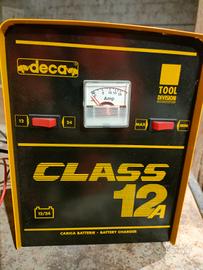 deca
TOOL
DIVISION
Amp
12
24
MAX
MIN
CLASS
12A
12/24
CARICA BATTERIE - BATTERY CHARGER